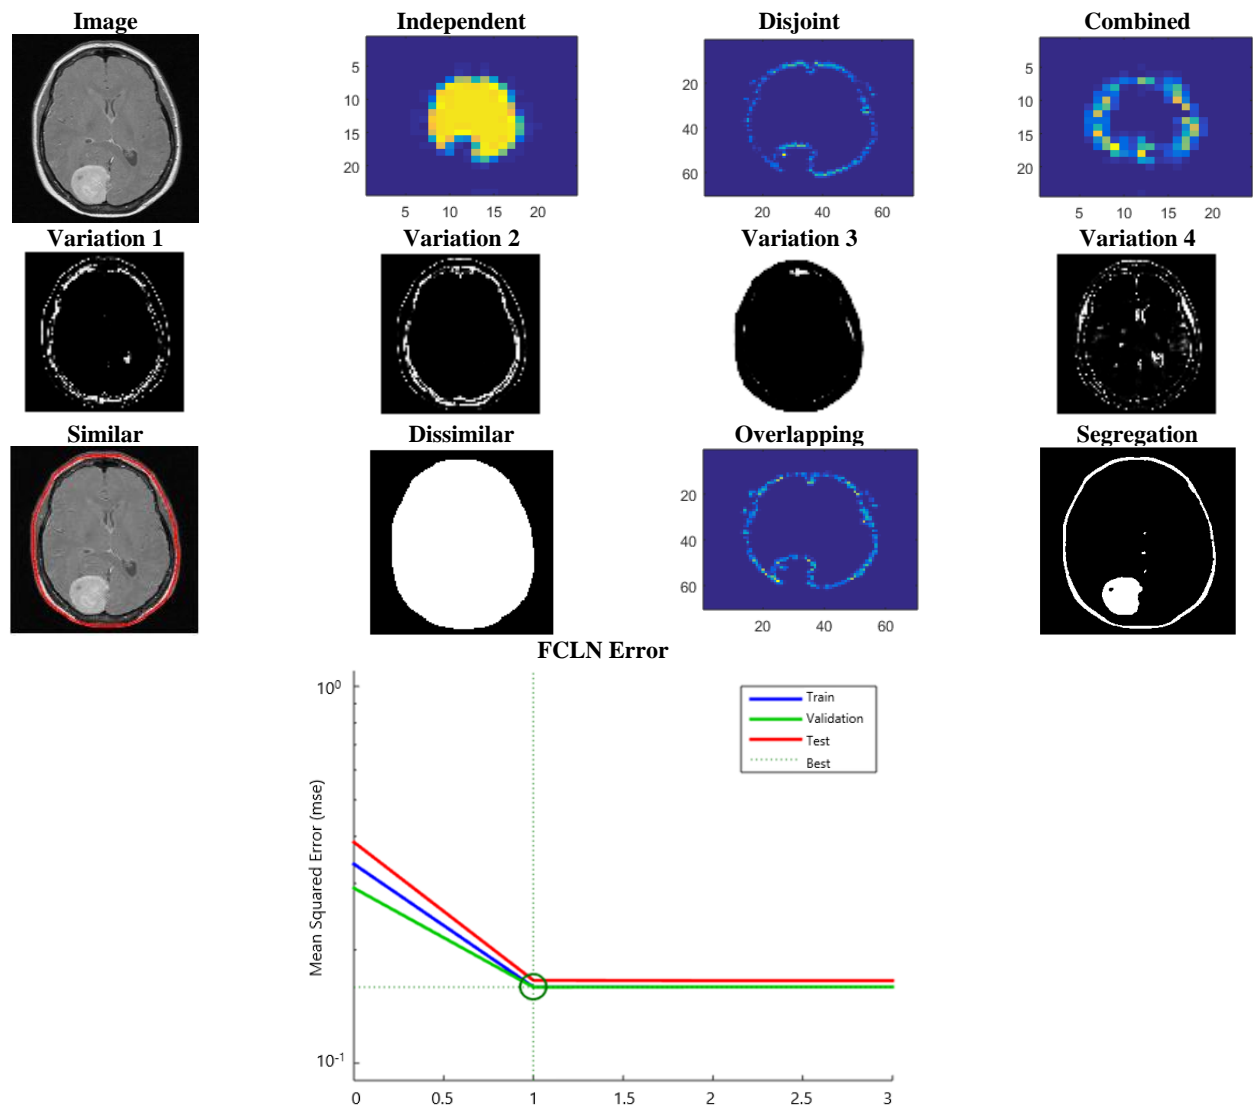 Image Independent Disjoint Combined
5
10
15
20
5 10 15 20
20
40
60
20 40 60
5
10
15
20
5 10 15 20
Variation 1 Variation 2 Variation 3 Variation 4
Similar Dissimilar Overlapping Segregation
20
40
60
20 40 60
FCLN Error
10⁰
Train
Validation
Test
Best
Mean Squared Error (mse)
10⁻¹
0 0.5 1 1.5 2 2.5 3